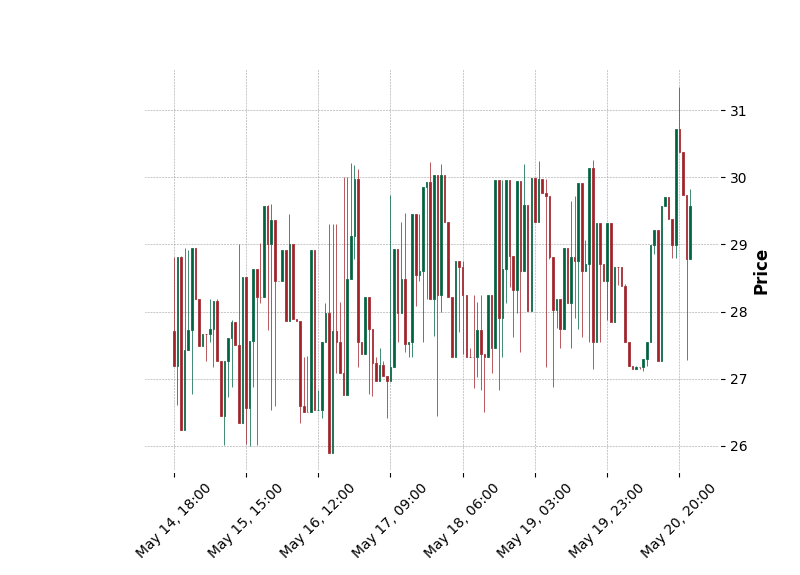 31
30
29
28
27
26
Price
May 14, 18:00
May 15, 15:00
May 16, 12:00
May 17, 09:00
May 18, 06:00
May 19, 03:00
May 19, 23:00
May 20, 20:00